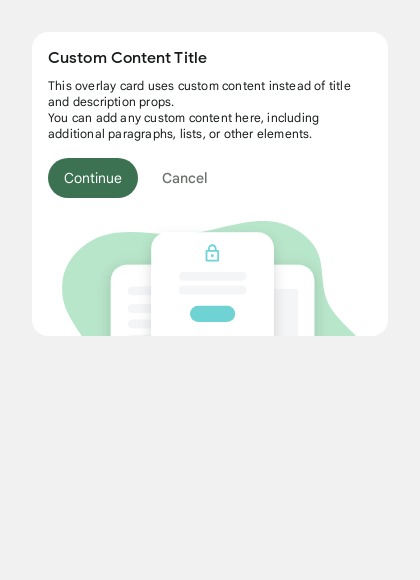 Custom Content Title
This overlay card uses custom content instead of title
and description props.
You can add any custom content here, including
additional paragraphs, lists, or other elements.
Continue
Cancel